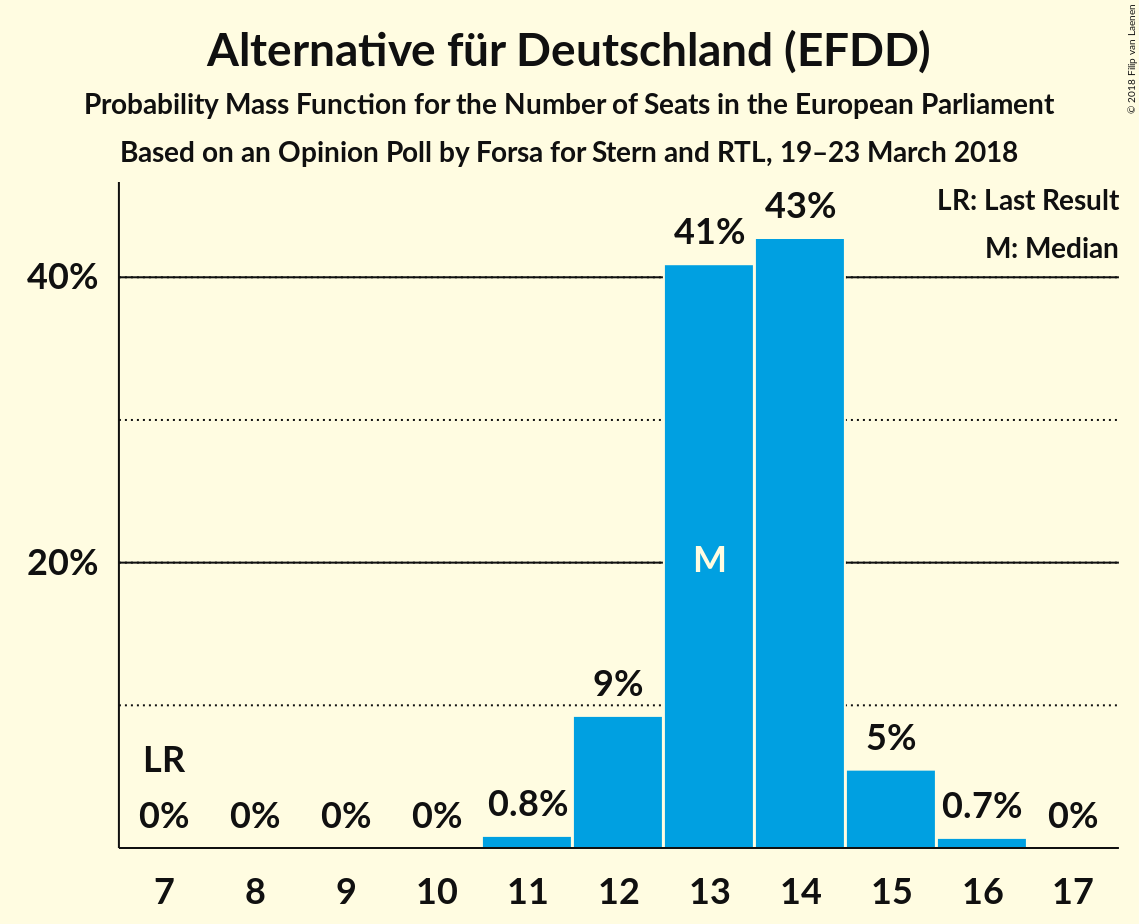 Alternative für Deutschland (EFDD)
Probability Mass Function for the Number of Seats in the European Parliament
Based on an Opinion Poll by Forsa for Stern and RTL, 19–23 March 2018
© 2018 Filip van Laenen
LR: Last Result
M: Median
43%
41%
40%
20%
M
9%
5%
LR
0% 0% 0% 0% 0.8% 0.7% 0%
7 8 9 10 11 12 13 14 15 16 17